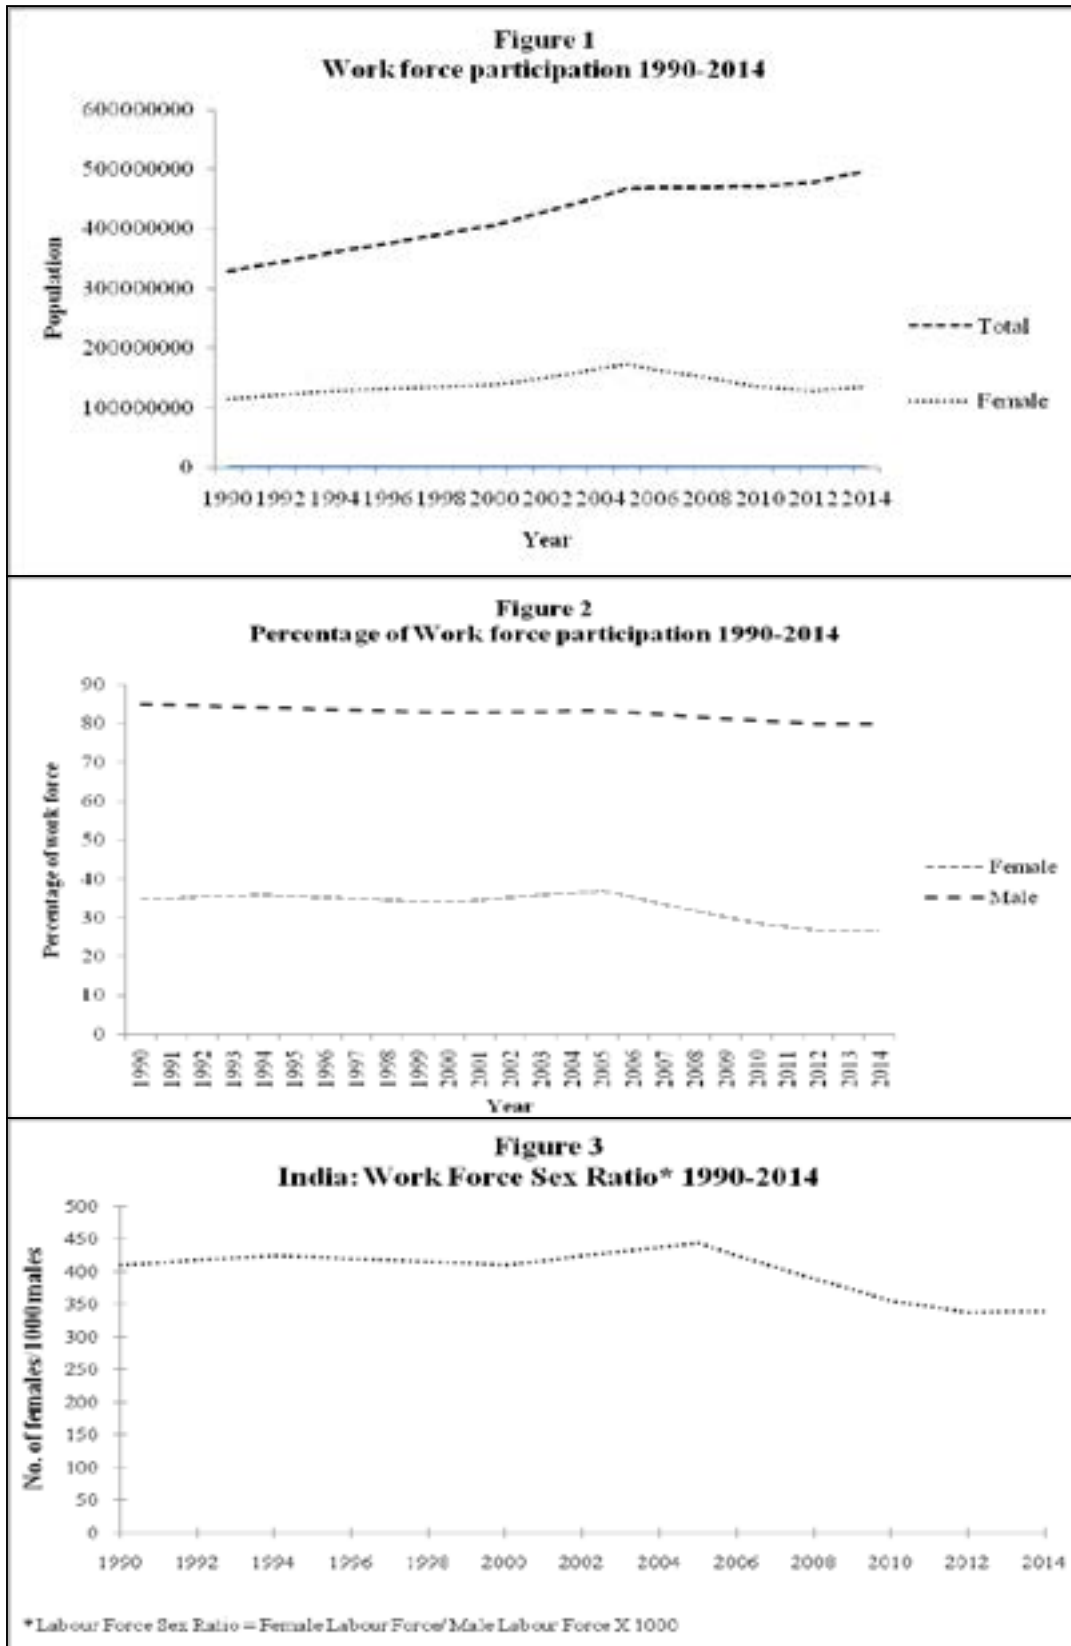 Figure 1
Work force participation 1990-2014
600000000
500000000
400000000
300000000
200000000
100000000
0
Population
Total
Female
1990 1992 1994 1996 1998 2000 2002 2004 2006 2008 2010 2012 2014
Year
Figure 2
Percentage of Work force participation 1990-2014
90
80
70
60
50
40
30
20
10
0
Percentage of work force
Female
Male
1990 1991 1992 1993 1994 1995 1996 1997 1998 1999 2000 2001 2002 2003 2004 2005 2006 2007 2008 2009 2010 2011 2012 2013 2014
Year
Figure 3
India: Work Force Sex Ratio* 1990-2014
500
450
400
350
300
250
200
150
100
50
0
No. of females/1000 males
1990 1992 1994 1996 1998 2000 2002 2004 2006 2008 2010 2012 2014
* Labour Force Sex Ratio = Female Labour Force/ Male Labour Force X 1000